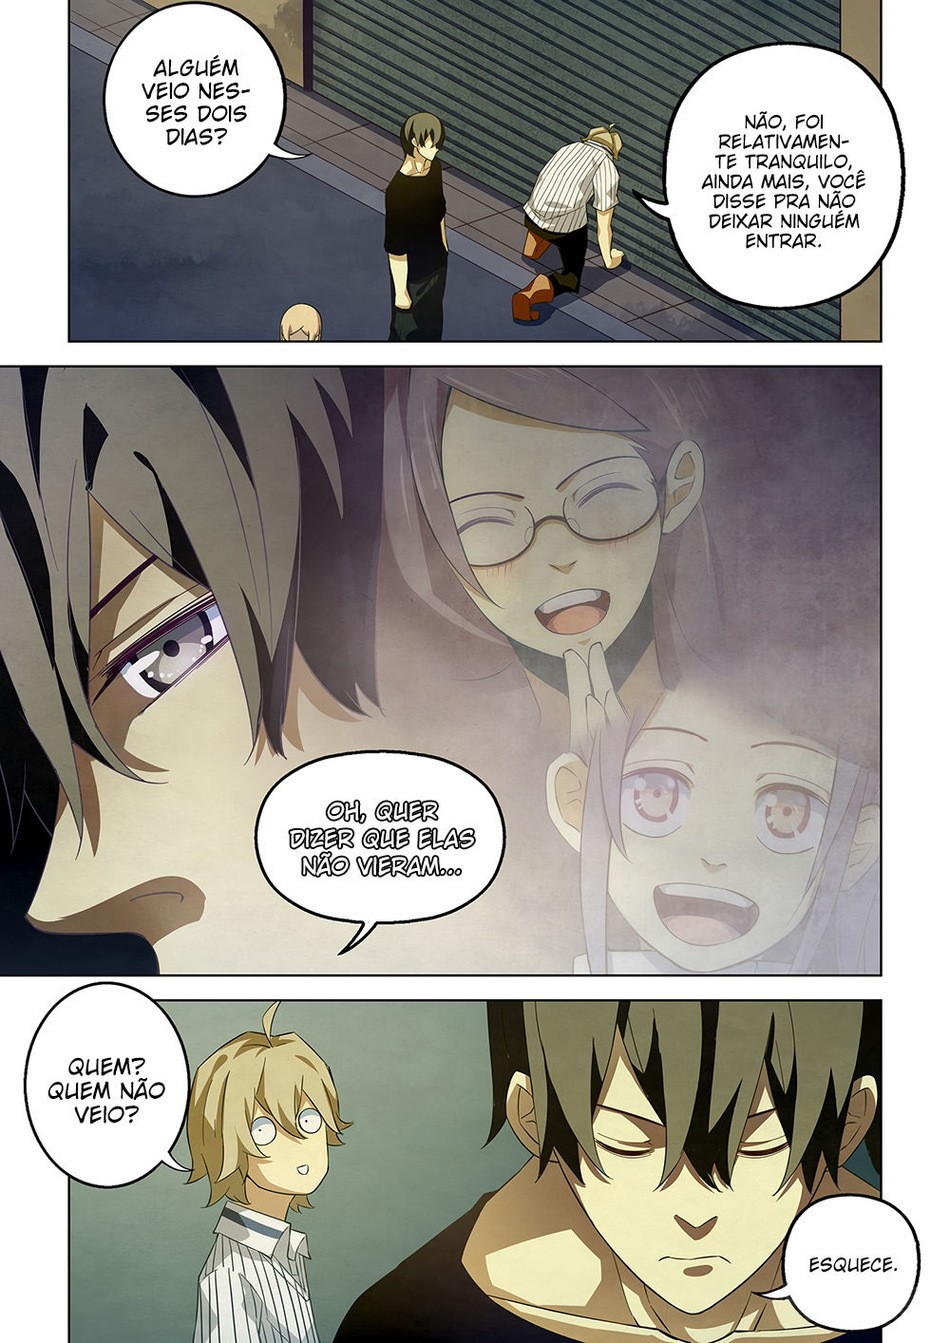 ALGUÉM
VEIO NES-
SES DOIS
DIAS?
NÃO, FOI
RELATIVAMEN-
TE TRANQUILO,
AINDA MAIS, VOCÊ
DISSE PRA NÃO
DEIXAR NINGUÉM
ENTRAR.
OH, QUER
DIZER QUE ELAS
NÃO VIERAM...
QUEM?
QUEM NÃO
VEIO?
ESQUECE.